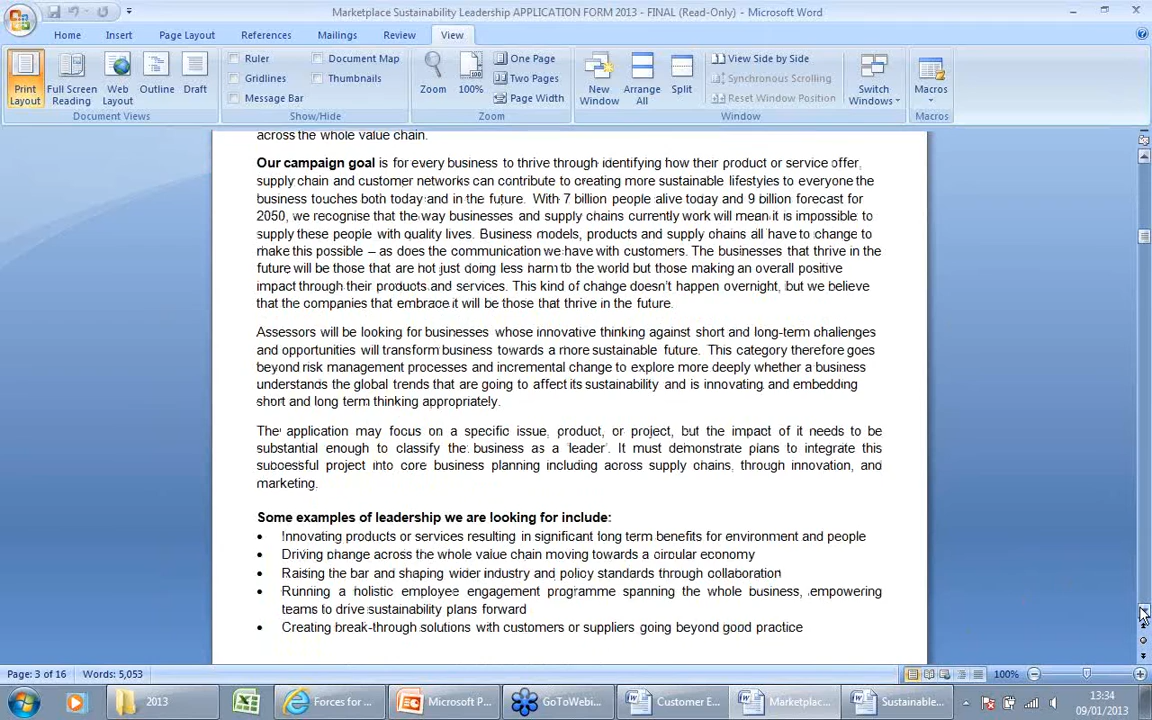 Marketplace Sustainability Leadership APPLICATION FORM 2013 - FINAL (Read-Only) - Microsoft Word
Home Insert Page Layout References Mailings Review View
Print Layout
Full Screen Reading
Web Layout
Outline
Draft
Document Views
Ruler
Gridlines
Message Bar
Document Map
Thumbnails
Show/Hide
Zoom
100%
One Page
Two Pages
Page Width
Zoom
New Window
Arrange All
Split
View Side by Side
Synchronous Scrolling
Reset Window Position
Window
Switch Windows
Macros
Macros
across the whole value chain.
Our campaign goal is for every business to thrive through identifying how their product or service offer,
supply chain and customer networks can contribute to creating more sustainable lifestyles to everyone the
business touches both today and in the future. With 7 billion people alive today and 9 billion forecast for
2050, we recognise that the way businesses and supply chains currently work will mean it is impossible to
supply these people with quality lives. Business models, products and supply chains all have to change to
make this possible – as does the communication we have with customers. The businesses that thrive in the
future will be those that are not just doing less harm to the world but those making an overall positive
impact through their products and services. This kind of change doesn't happen overnight, but we believe
that the companies that embrace it will be those that thrive in the future.
Assessors will be looking for businesses whose innovative thinking against short and long-term challenges
and opportunities will transform business towards a more sustainable future. This category therefore goes
beyond risk management processes and incremental change to explore more deeply whether a business
understands the global trends that are going to affect its sustainability and is innovating and embedding
short and long term thinking appropriately.
The application may focus on a specific issue, product, or project, but the impact of it needs to be
substantial enough to classify the business as a 'leader'. It must demonstrate plans to integrate this
successful project into core business planning including across supply chains, through innovation, and
marketing.
Some examples of leadership we are looking for include:
• Innovating products or services resulting in significant long term benefits for environment and people
• Driving change across the whole value chain moving towards a circular economy
• Raising the bar and shaping wider industry and policy standards through collaboration
• Running a holistic employee engagement programme spanning the whole business, empowering
teams to drive sustainability plans forward
• Creating break-through solutions with customers or suppliers going beyond good practice
Page: 3 of 16 Words: 5,053 100%
2013 Forces for ... Microsoft P... GoToWebi... Customer E... Marketplac... Sustainable...
13:34
09/01/2013